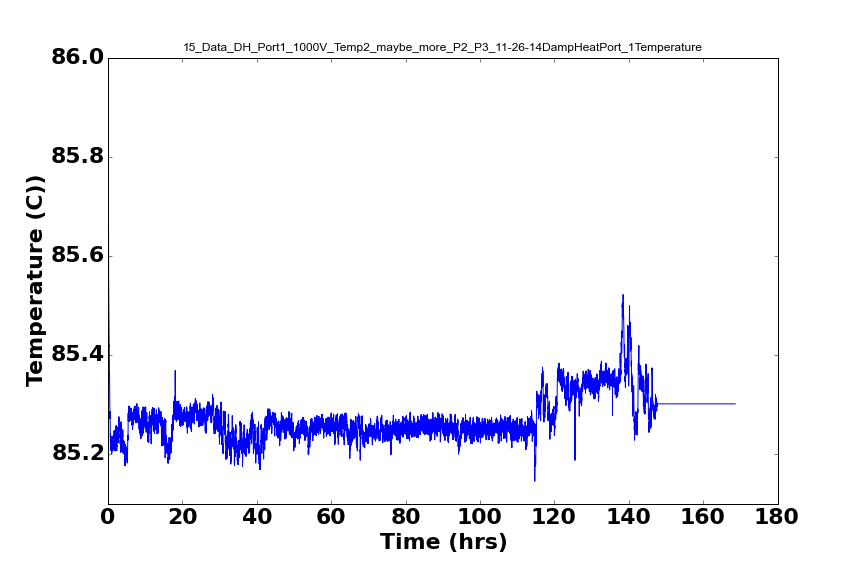 15_Data_DH_Port1_1000V_Temp2_maybe_more_P2_P3_11-26-14DampHeatPort_1Temperature
86.0
85.8
85.6
85.4
85.2
Temperature (C))
0 20 40 60 80 100 120 140 160 180
Time (hrs)